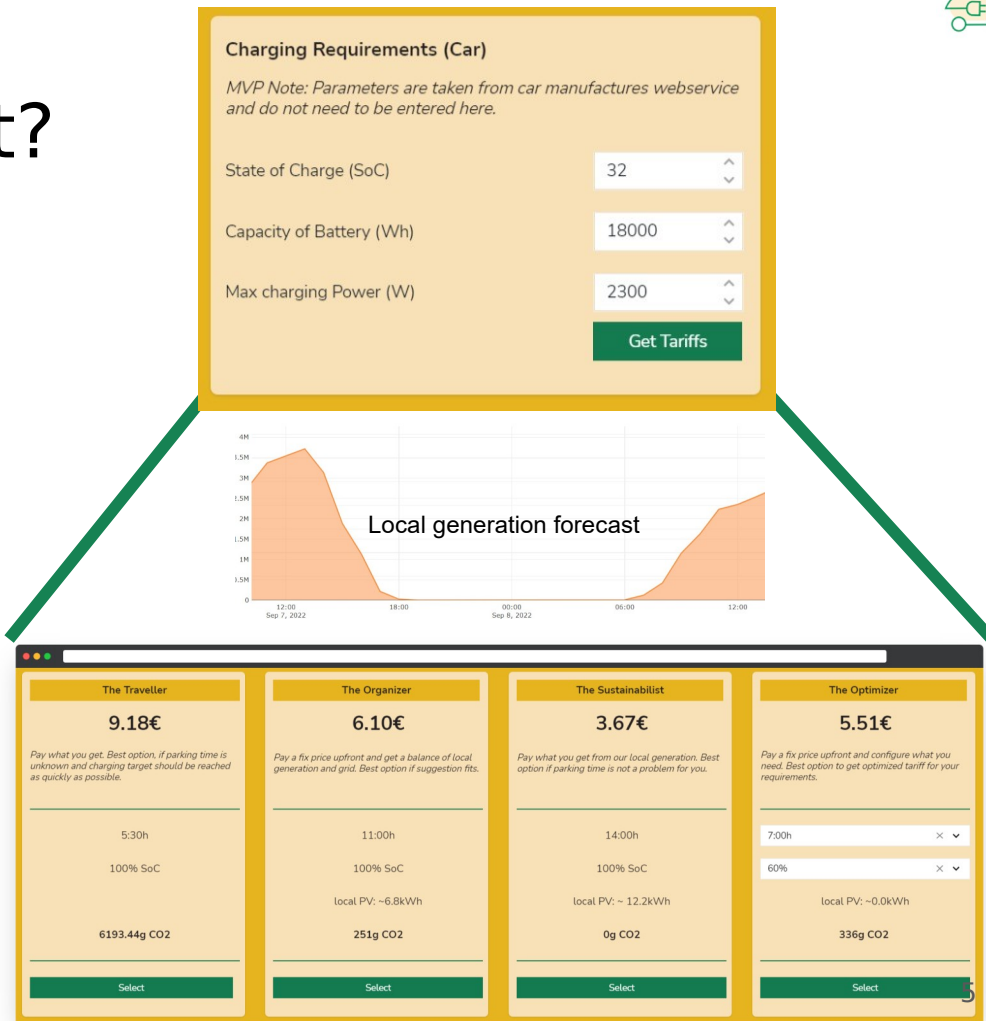 t?
Charging Requirements (Car)
MVP Note: Parameters are taken from car manufactures webservice
and do not need to be entered here.
State of Charge (SoC)
32
Capacity of Battery (Wh)
18000
Max charging Power (W)
2300
Get Tariffs
4M
3.5M
3M
2.5M
2M
1.5M
1M
0.5M
0
Local generation forecast
12:00
Sep 7, 2022
18:00
00:00
Sep 8, 2022
06:00
12:00
The Traveller
9.18€
Pay what you get. Best option, if parking time is
unknown and charging target should be reached
as quickly as possible.
5:30h
100% SoC
6193.44g CO2
Select
The Organizer
6.10€
Pay a fix price upfront and get a balance of local
generation and grid. Best option if suggestion fits.
11:00h
100% SoC
local PV: ~6.8kWh
251g CO2
Select
The Sustainabilist
3.67€
Pay what you get from our local generation. Best
option if parking time is not a problem for you.
14:00h
100% SoC
local PV: ~ 12.2kWh
0g CO2
Select
The Optimizer
5.51€
Pay a fix price upfront and configure what you
need. Best option to get optimized tariff for your
requirements.
7:00h
60%
local PV: ~0.0kWh
336g CO2
Select
5